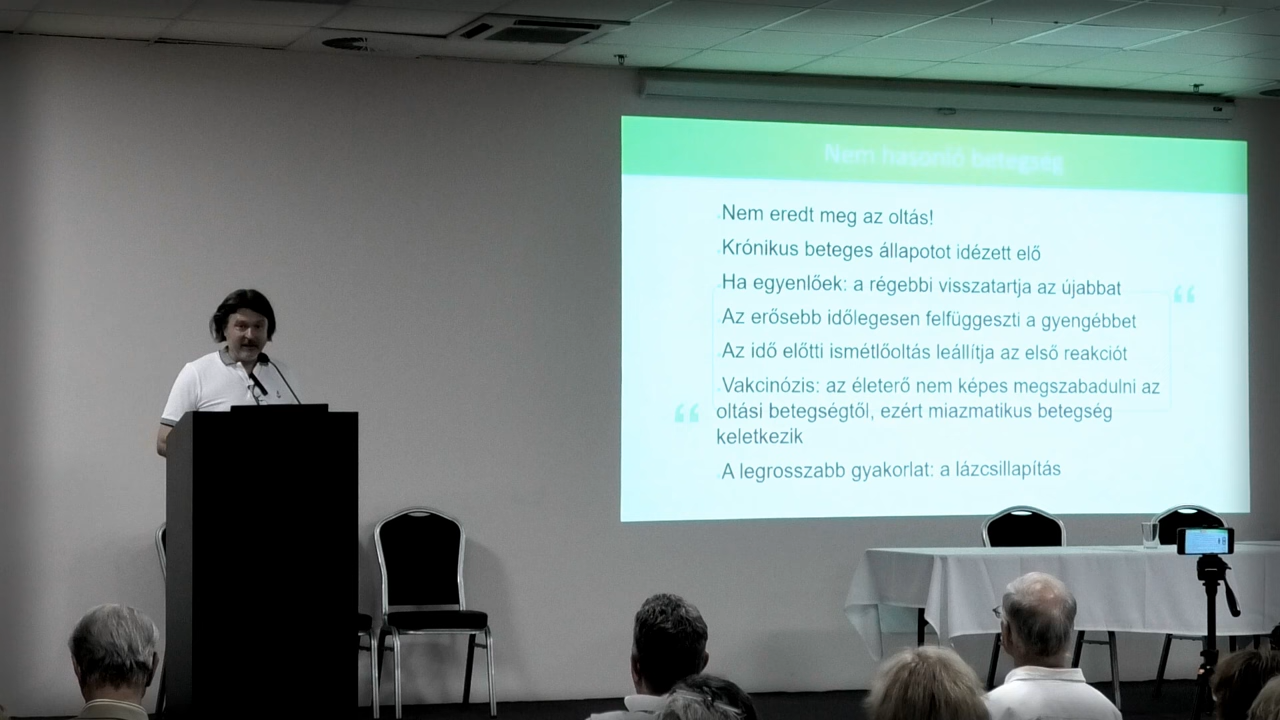 Nem hasonló betegség
Nem eredt meg az oltás!
Krónikus beteges állapotot idézett elő
Ha egyenlőek: a régebbi visszatartja az újabbat
Az erősebb időlegesen felfüggeszti a gyengébbet
Az idő előtti ismétlőoltás leállítja az első reakciót
Vakcinózis: az életerő nem képes megszabadulni az
oltási betegségtől, ezért miazmatikus betegség
keletkezik
A legrosszabb gyakorlat: a lázcsillapítás